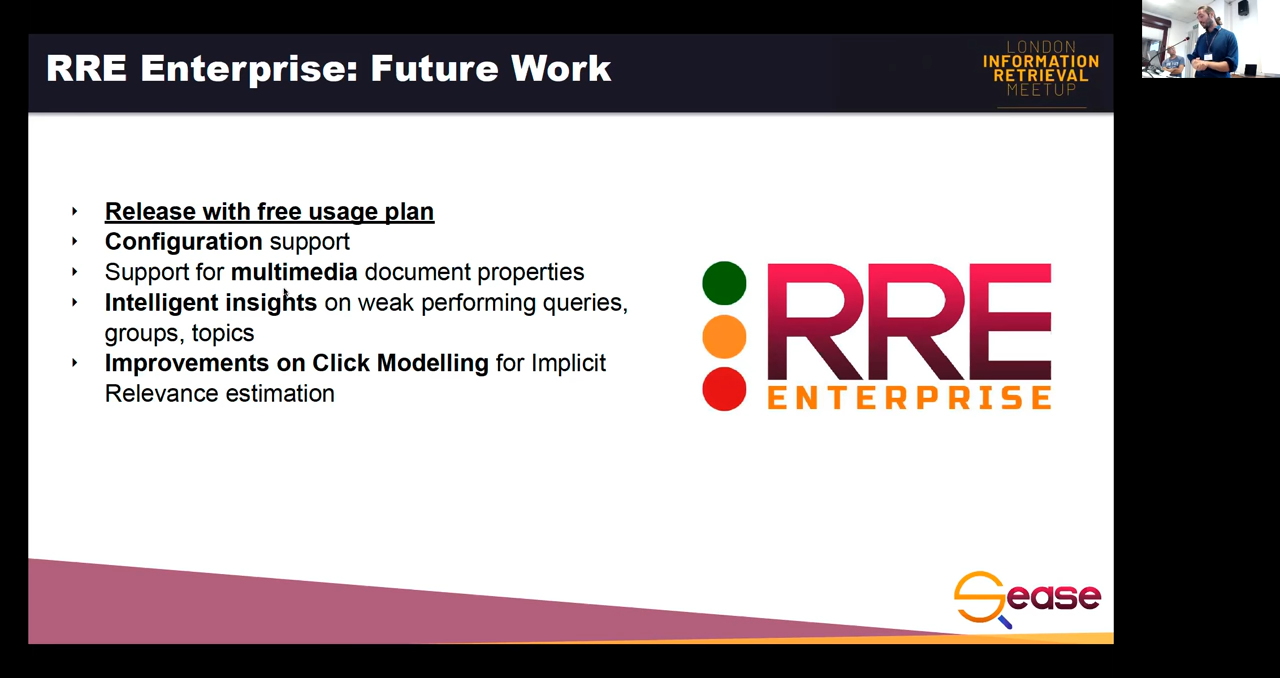 RRE Enterprise: Future Work
LONDON
INFORMATION
RETRIEVAL
MEETUP
Release with free usage plan
Configuration support
Support for multimedia document properties
Intelligent insights on weak performing queries,
groups, topics
Improvements on Click Modelling for Implicit
Relevance estimation
RRE
ENTERPRISE
Sease